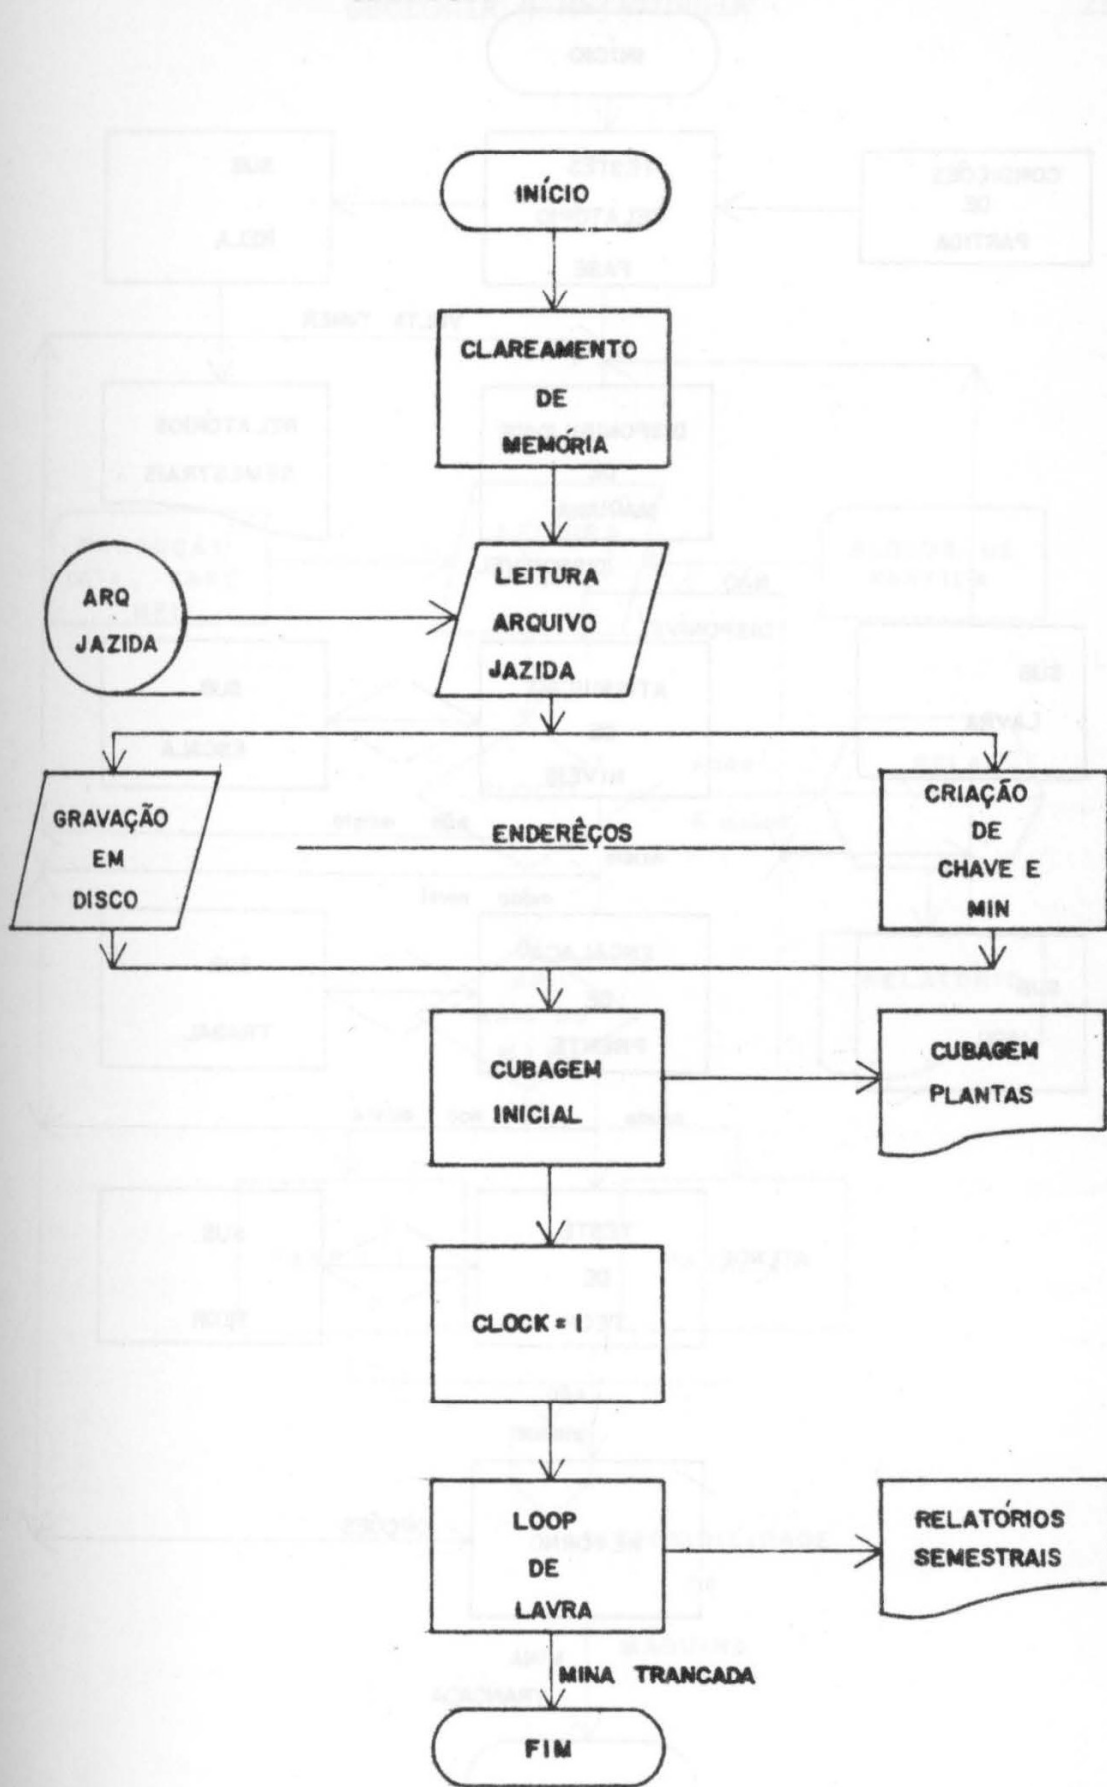 INÍCIO
CLAREAMENTO
DE
MEMÓRIA
ARQ
JAZIDA
LEITURA
ARQUIVO
JAZIDA
GRAVAÇÃO
EM
DISCO
ENDERÊÇOS
CRIAÇÃO
DE
CHAVE E
MIN
CUBAGEM
INICIAL
CUBAGEM
PLANTAS
CLOCK = 1
LOOP
DE
LAVRA
RELATÓRIOS
SEMESTRAIS
MINA TRANCADA
FIM